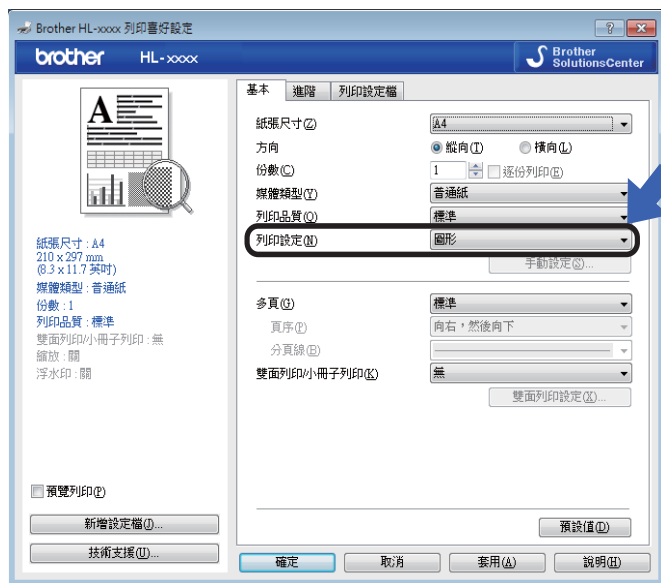 Brother HL-xxxx 列印喜好設定
brother HL-xxxx
Brother
SolutionsCenter
基本 進階 列印設定檔
紙張尺寸(Z) A4
方向 縱向(T) 橫向(L)
份數(C) 1 逐份列印(E)
媒體類型(Y) 普通紙
列印品質(Q) 標準
列印設定(N) 圖形
手動設定(S)...
多頁(G) 標準
頁序(P) 向右，然後向下
分頁線(B)
雙面列印/小冊子列印(K) 無
雙面列印設定(X)...
A
紙張尺寸 : A4
210 x 297 mm
(8.3 x 11.7 英吋)
媒體類型 : 普通紙
份數 : 1
列印品質 : 標準
雙面列印/小冊子列印 : 無
縮放 : 關
浮水印 : 關
預覽列印(P)
新增設定檔(J)...
技術支援(U)...
預設值(D)
確定 取消 套用(A) 說明(H)